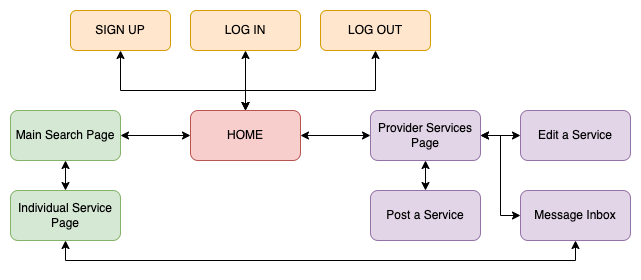 SIGN UP
LOG IN
LOG OUT
Main Search Page
HOME
Provider Services
Page
Edit a Service
Individual Service
Page
Post a Service
Message Inbox